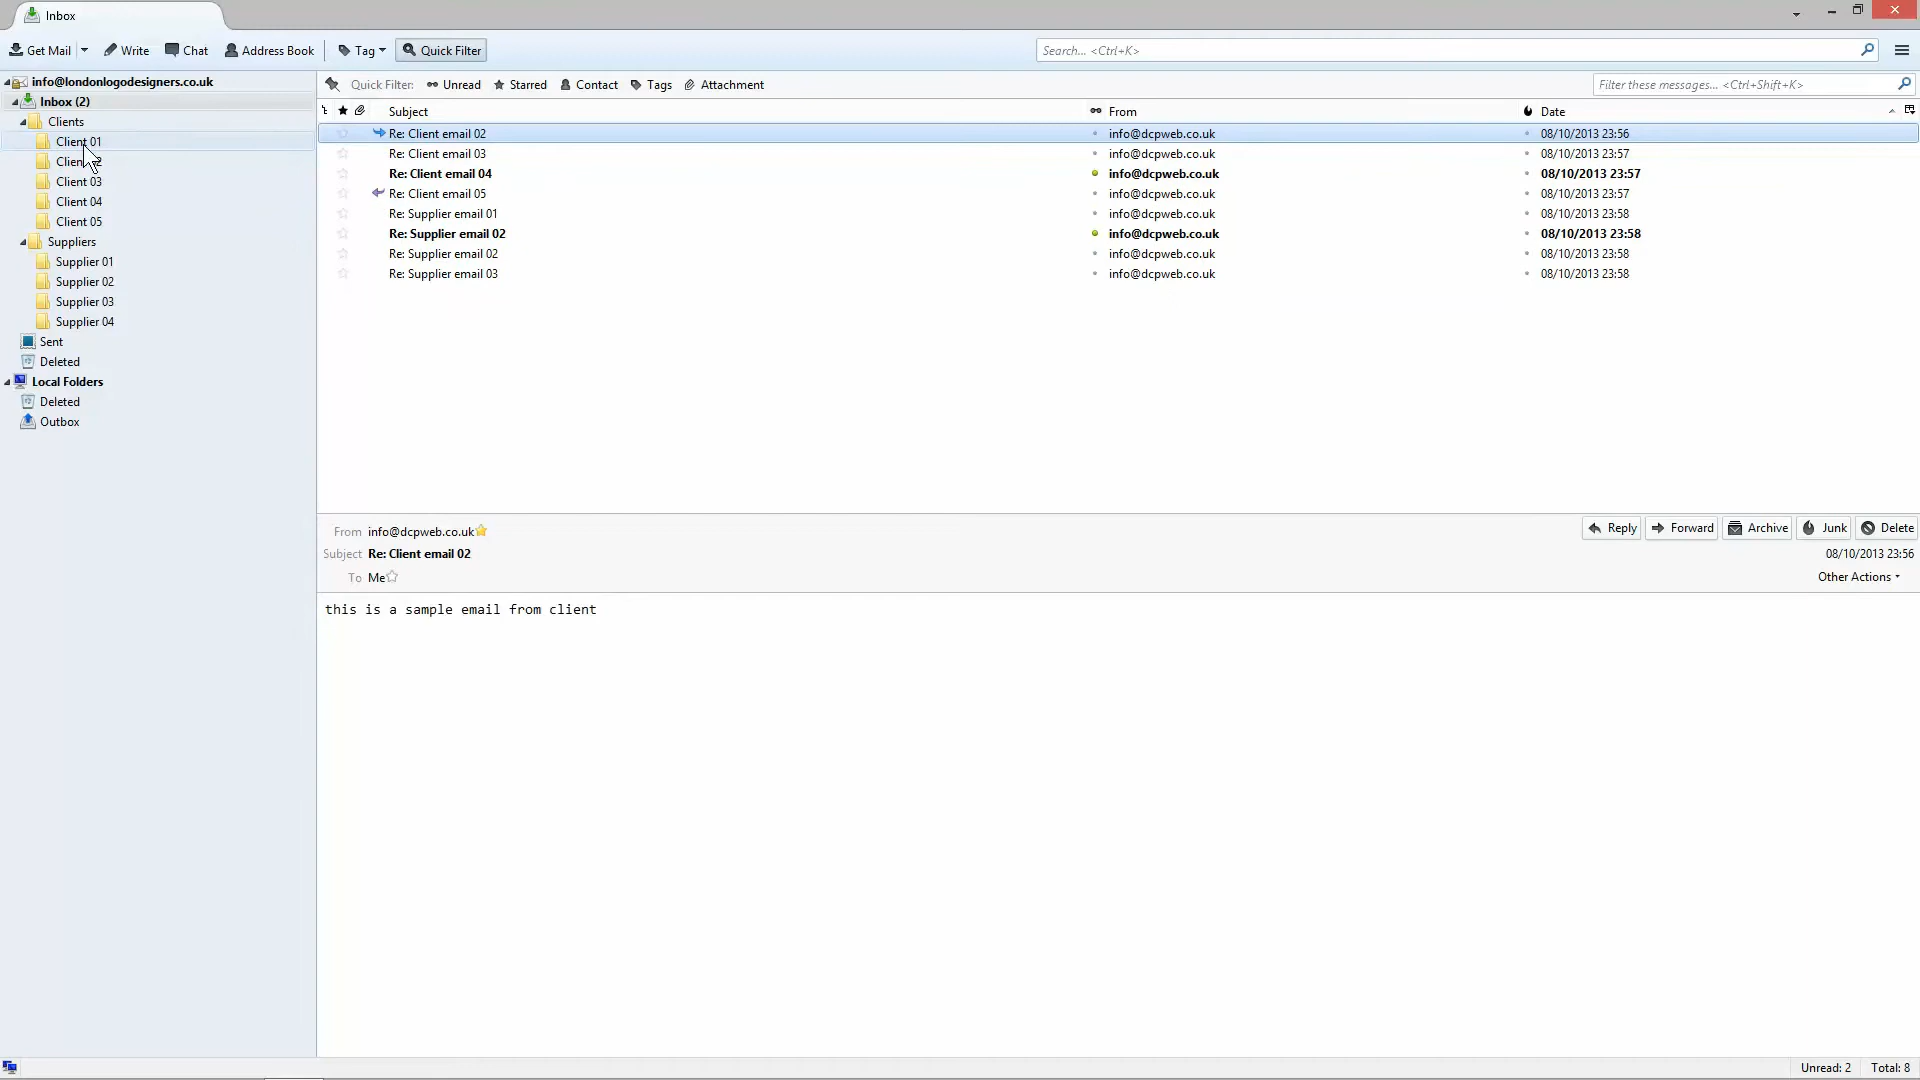 Inbox
Get Mail Write Chat Address Book Tag Quick Filter Search... <Ctrl+K>
info@londonlogodesigners.co.uk
Inbox (2)
Clients
Client 01
Client 03
Client 04
Client 05
Suppliers
Supplier 01
Supplier 02
Supplier 03
Supplier 04
Sent
Deleted
Local Folders
Deleted
Outbox
Quick Filter: Unread Starred Contact Tags Attachment Filter these messages... <Ctrl+Shift+K>
Subject From Date
Re: Client email 02 info@dcpweb.co.uk 08/10/2013 23:56
Re: Client email 03 info@dcpweb.co.uk 08/10/2013 23:57
Re: Client email 04 info@dcpweb.co.uk 08/10/2013 23:57
Re: Client email 05 info@dcpweb.co.uk 08/10/2013 23:57
Re: Supplier email 01 info@dcpweb.co.uk 08/10/2013 23:58
Re: Supplier email 02 info@dcpweb.co.uk 08/10/2013 23:58
Re: Supplier email 02 info@dcpweb.co.uk 08/10/2013 23:58
Re: Supplier email 03 info@dcpweb.co.uk 08/10/2013 23:58
From info@dcpweb.co.uk Reply Forward Archive Junk Delete
Subject Re: Client email 02 08/10/2013 23:56
To Me Other Actions
this is a sample email from client
Unread: 2 Total: 8